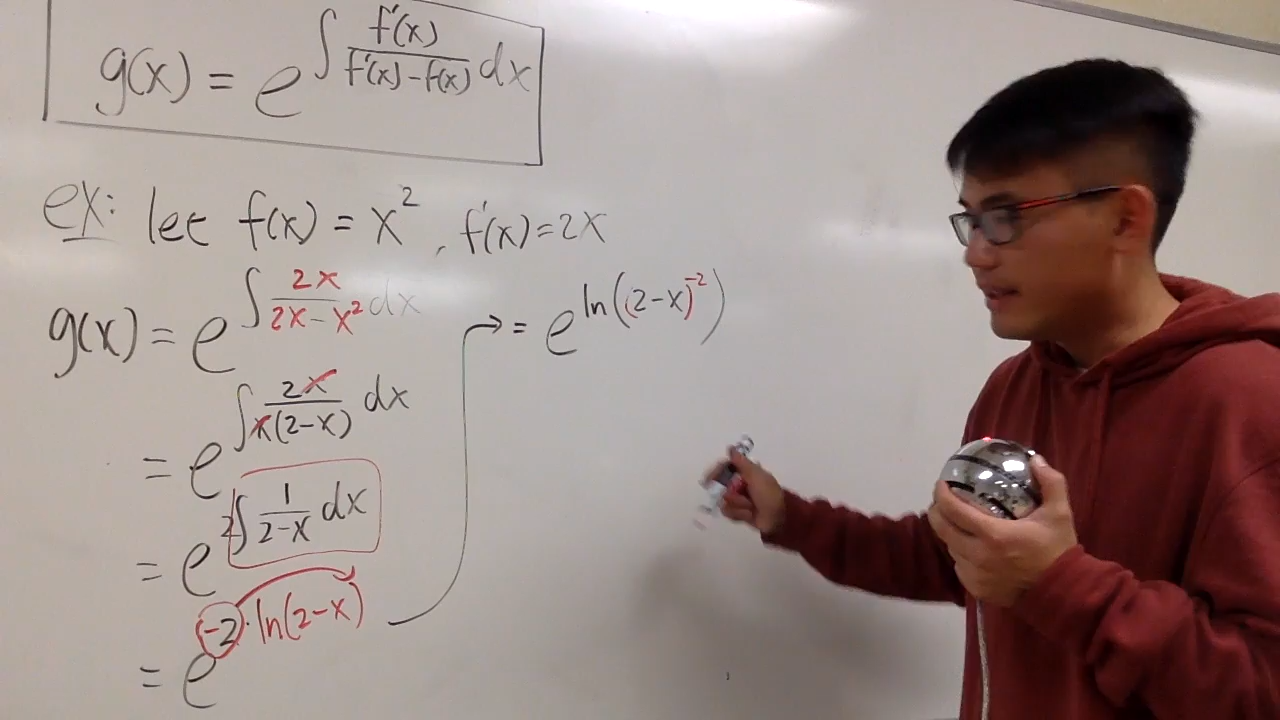 g(x) = e^{∫ f'(x)/(f'(x) - f(x)) dx}
ex: let f(x) = x², f'(x) = 2x
g(x) = e^{∫ 2x/(2x - x²) dx}
= e^{∫ 2x/(x(2-x)) dx}
= e^{2∫ 1/(2-x) dx}
= e^{(-2)·ln(2-x)}
→ = e^{ln((2-x)^{-2})}